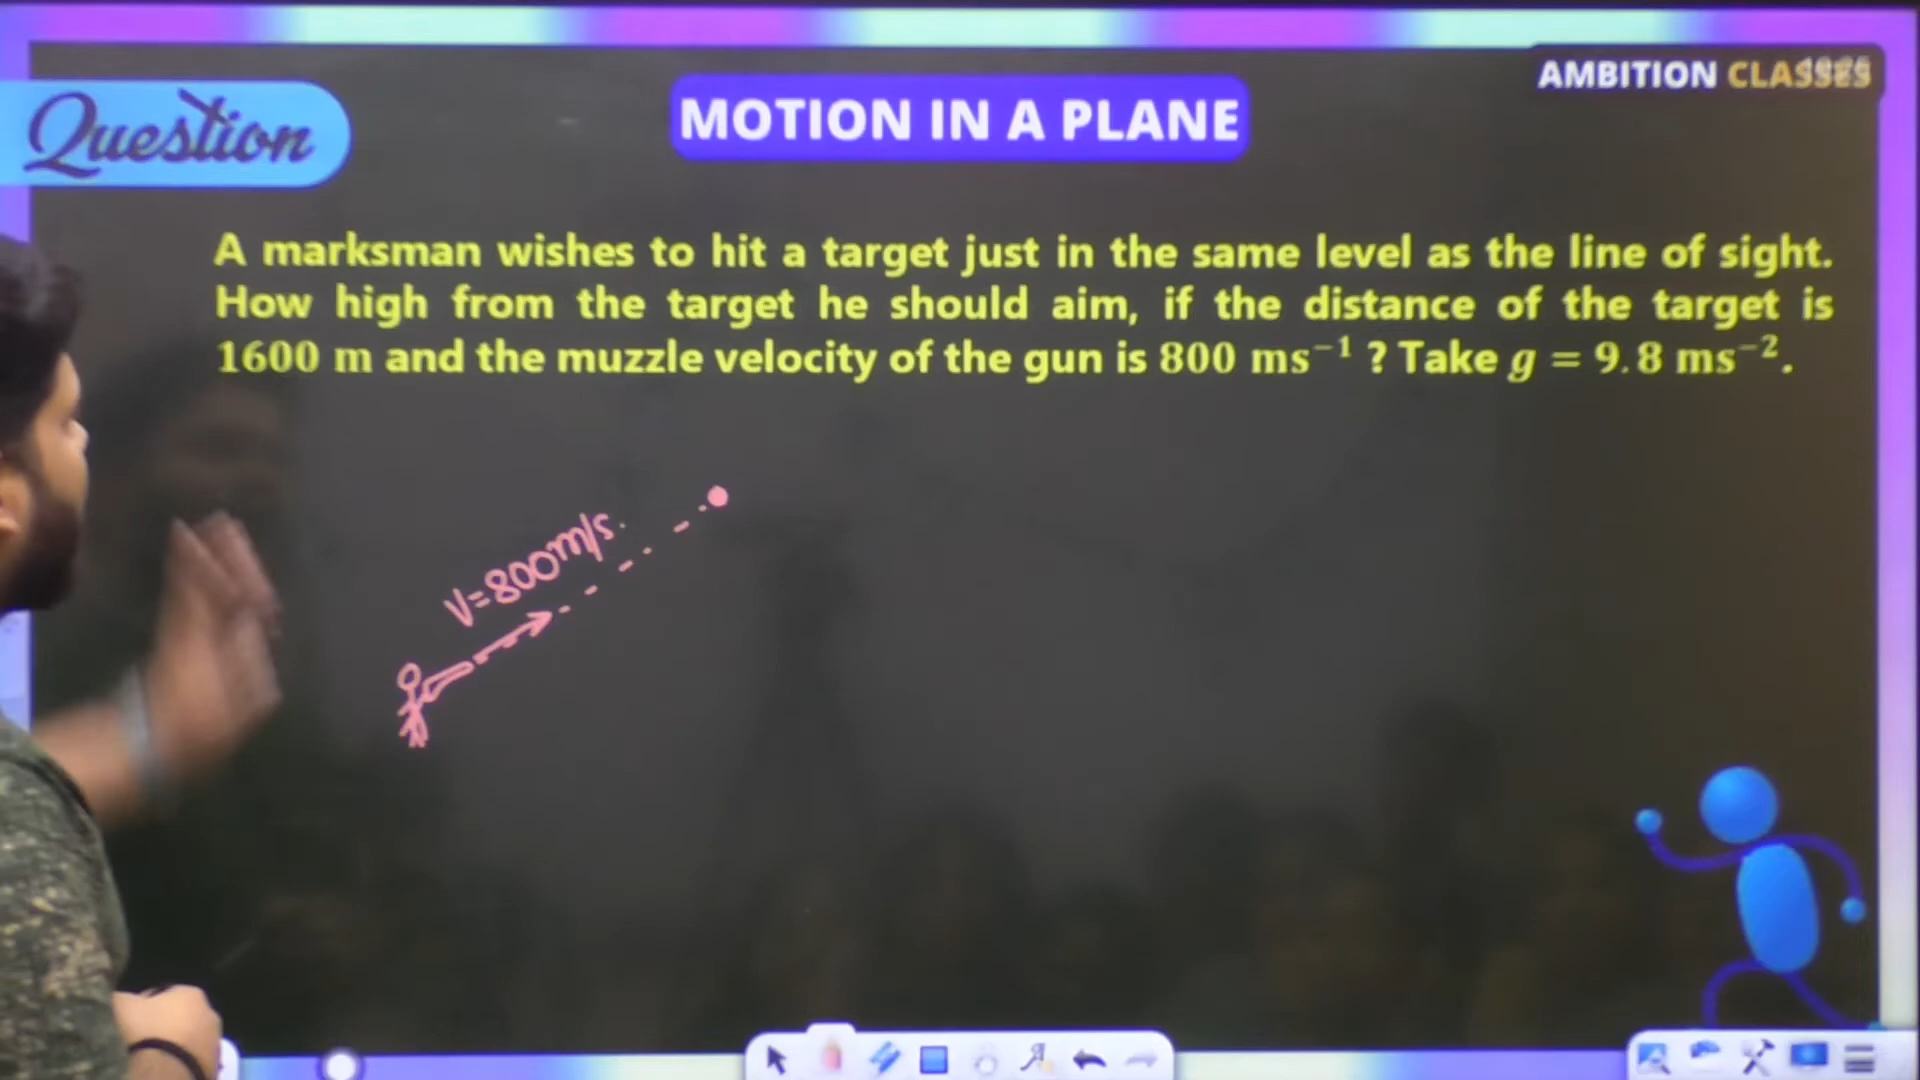 AMBITION CLASSES
Question
MOTION IN A PLANE
A marksman wishes to hit a target just in the same level as the line of sight.
How high from the target he should aim, if the distance of the target is
1600 m and the muzzle velocity of the gun is 800 ms⁻¹ ? Take g = 9.8 ms⁻².
V=800m/s.